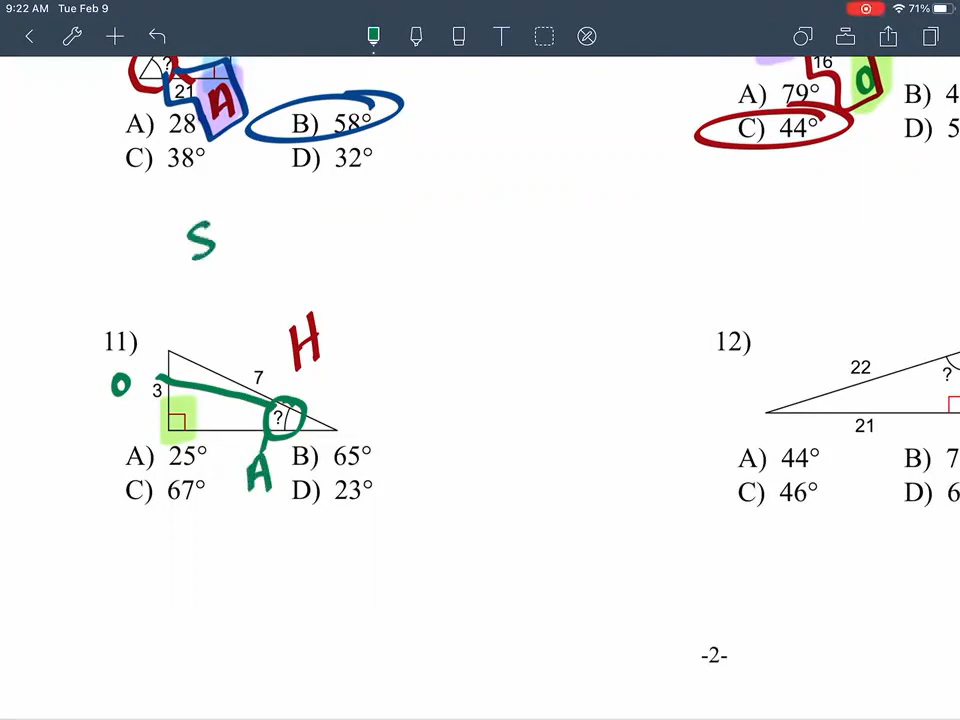 9:22 AM Tue Feb 9
71%
T
?
21
A
A) 28
B) 58°
C) 38°
D) 32°
16
O
A) 79°
B) 4
C) 44°
D) 5
S
11)
H
O
3
7
?
A
A) 25°
B) 65°
C) 67°
D) 23°
12)
22
?
21
A) 44°
B) 7
C) 46°
D) 6
-2-